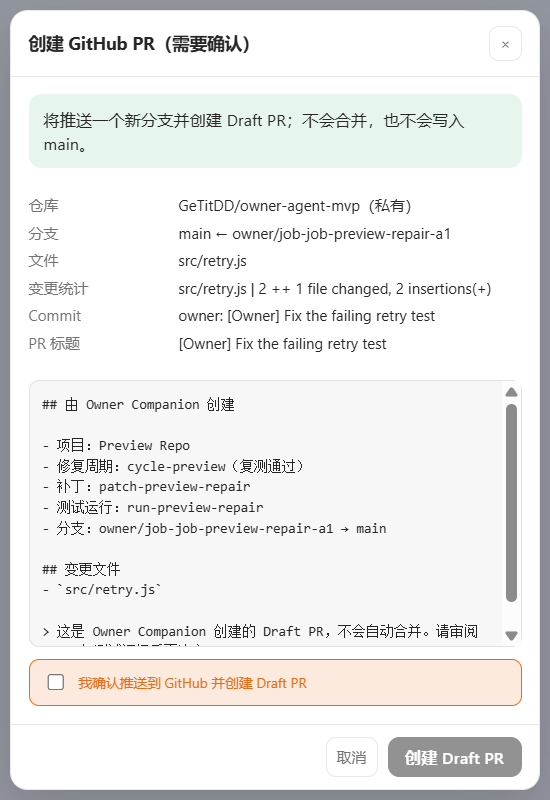 创建 GitHub PR（需要确认）
×
将推送一个新分支并创建 Draft PR；不会合并，也不会写入
main。
仓库 GeTitDD/owner-agent-mvp（私有）
分支 main ← owner/job-job-preview-repair-a1
文件 src/retry.js
变更统计 src/retry.js | 2 ++ 1 file changed, 2 insertions(+)
Commit owner: [Owner] Fix the failing retry test
PR 标题 [Owner] Fix the failing retry test
## 由 Owner Companion 创建
- 项目：Preview Repo
- 修复周期：cycle-preview（复测通过）
- 补丁：patch-preview-repair
- 测试运行：run-preview-repair
- 分支：owner/job-job-preview-repair-a1 → main
## 变更文件
- `src/retry.js`
> 这是 Owner Companion 创建的 Draft PR，不会自动合并。请审阅
我确认推送到 GitHub 并创建 Draft PR
取消
创建 Draft PR